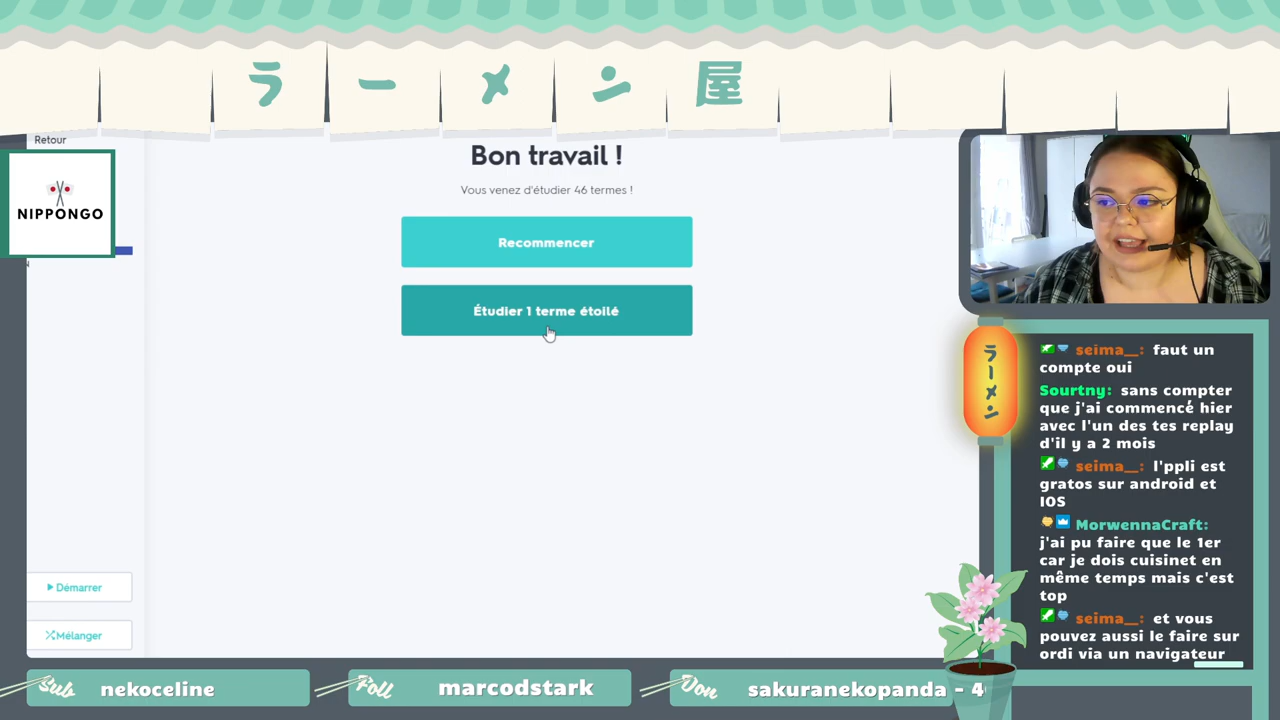 ラーメン屋
Retour
NIPPONGO
Bon travail !
Vous venez d'étudier 46 termes !
Recommencer
Étudier 1 terme étoilé
Démarrer
Mélanger
ラーメン
seima__: faut un
compte oui
Sourtny: sans compter
que j'ai commencé hier
avec l'un des tes replay
d'il y a 2 mois
seima__: l'ppli est
gratos sur android et
IOS
MorwennaCraft:
j'ai pu faire que le 1er
car je dois cuisinet en
même temps mais c'est
top
seima__: et vous
pouvez aussi le faire sur
ordi via un navigateur
Sub nekoceline
Foll marcodstark
Don sakuranekopanda - 4